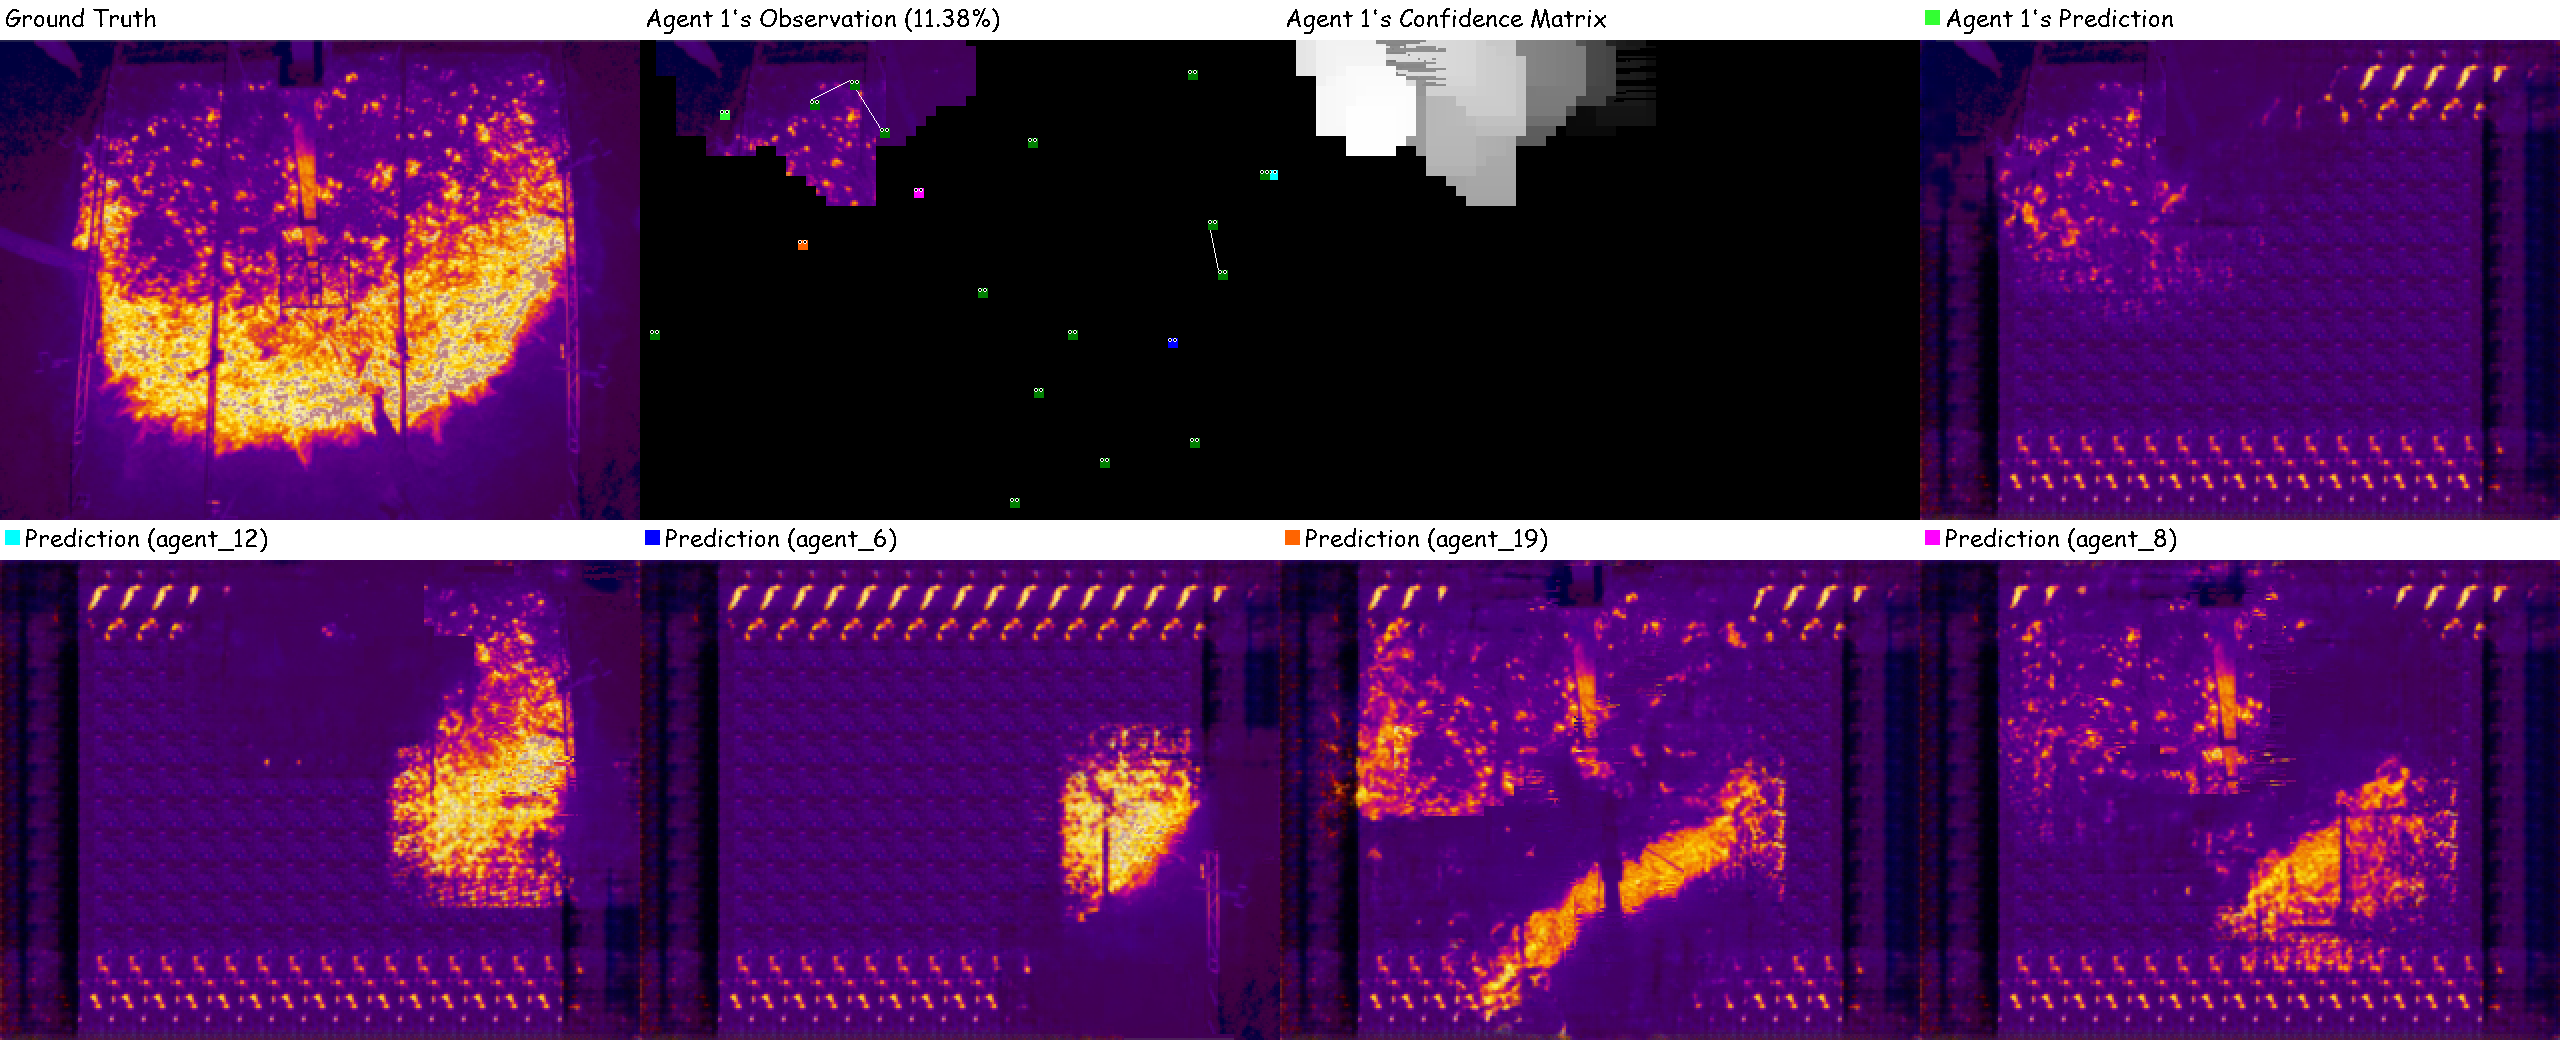 Ground Truth
Agent 1's Observation (11.38%)
Agent 1's Confidence Matrix
Agent 1's Prediction
Prediction (agent_12)
Prediction (agent_6)
Prediction (agent_19)
Prediction (agent_8)